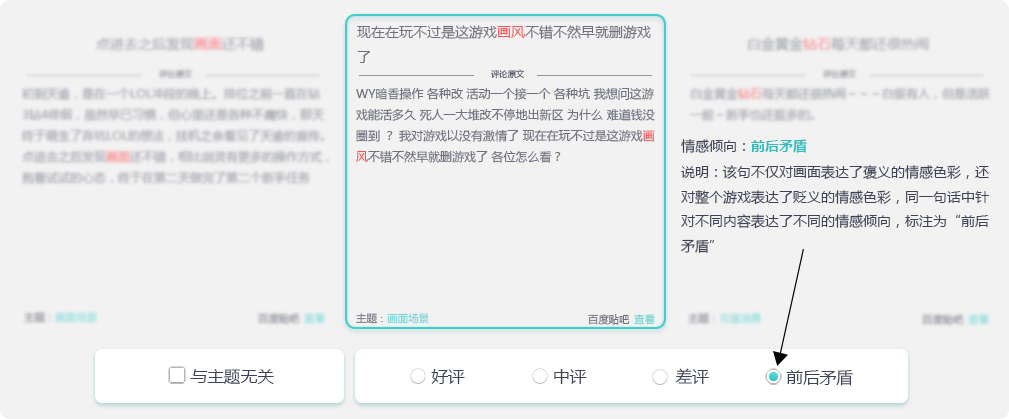 点进去之后发现画面还不错
评论原文
初到天谕，是在一个LOL冲段的晚上。排位之前一直在钻
3钻4徘徊，虽然早已习惯，但心里还是各种不痛快，那天
终于萌生了弃坑LOL的想法，挂机之余看见了天谕的宣传。
点进去之后发现画面还不错，相比剑灵有更多的操作方式，
抱着试试的心态，终于在第二天做完了第二个新手任务
主题：画面场景
百度贴吧 查看
现在在玩不过是这游戏画风不错不然早就删游戏
了
评论原文
WY暗香操作 各种改 活动一个接一个 各种坑 我想问这游
戏能活多久 死人一大堆改不停地出新区 为什么 难道钱没
圈到 ？ 我对游戏以没有激情了 现在在玩不过是这游戏画
风不错不然早就删游戏了 各位怎么看？
主题：画面场景
百度贴吧 查看
白金黄金钻石每天都还很热闹
评论原文
白金黄金钻石每天都还很热闹～～～白银有人，但是活跃
一般～新手也还挺多的。
情感倾向：前后矛盾
说明：该句不仅对画面表达了褒义的情感色彩，还
对整个游戏表达了贬义的情感色彩，同一句话中针
对不同内容表达了不同的情感倾向，标注为“前后
矛盾”
百度贴吧 查看
与主题无关
好评
中评
差评
前后矛盾